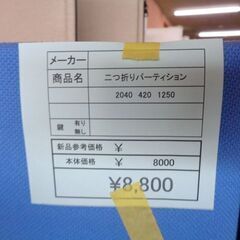 メーカー
商品名 二つ折りパーティション
2040 420 1250
鍵 有り
無し
新品参考価格 ¥
本体価格 ¥ 8000
¥8,800